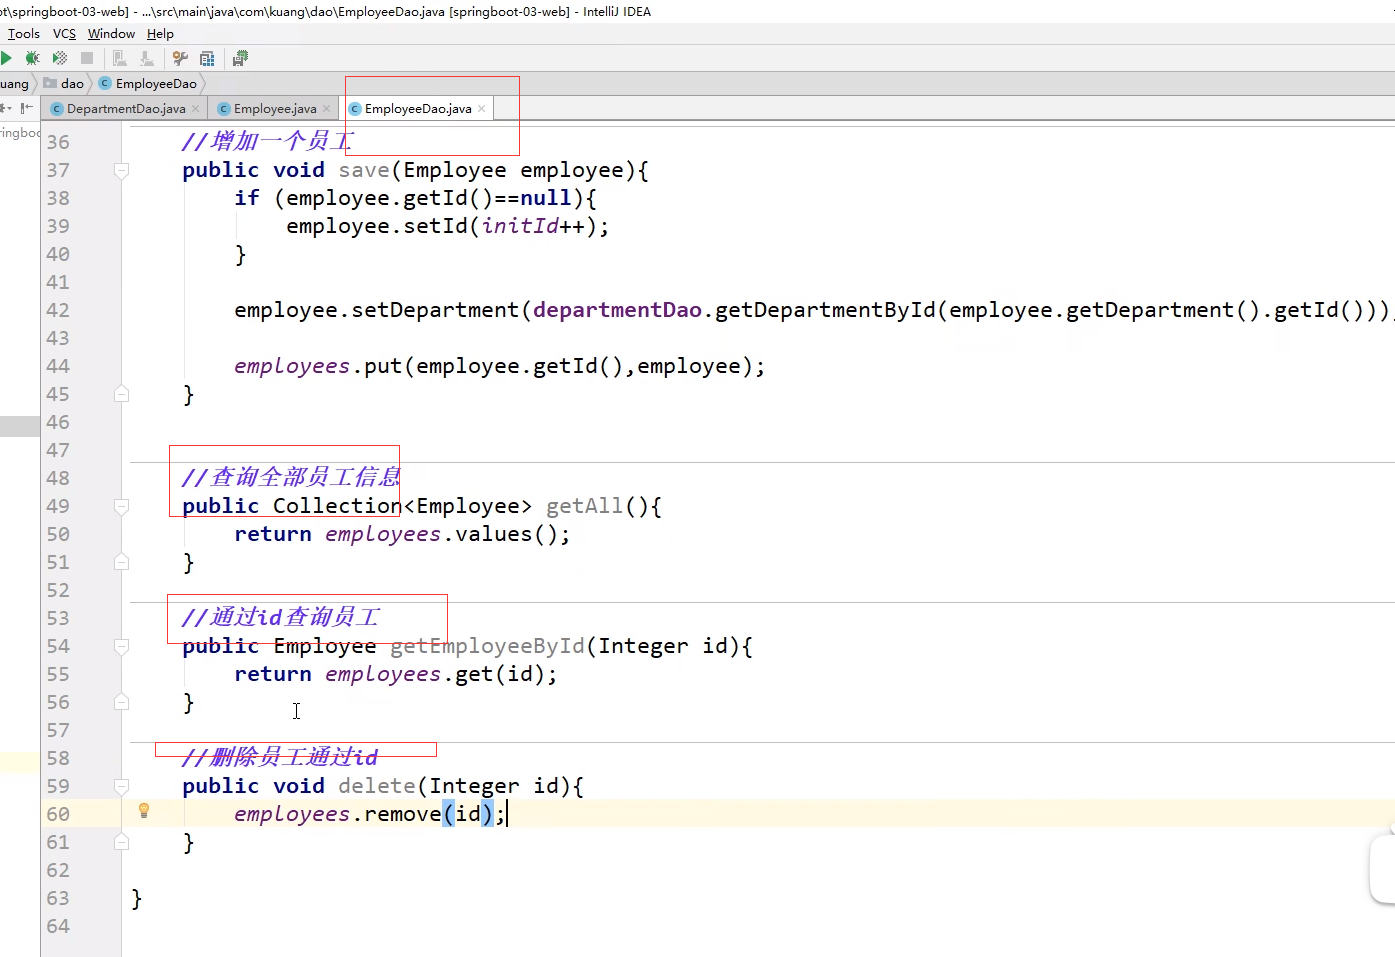 ot\springboot-03-web] - ...\src\main\java\com\kuang\dao\EmployeeDao.java [springboot-03-web] - IntelliJ IDEA
Tools VCS Window Help
uang dao EmployeeDao
DepartmentDao.java Employee.java EmployeeDao.java
ringboo
36 //增加一个员工
37 public void save(Employee employee){
38 if (employee.getId()==null){
39 employee.setId(initId++);
40 }
41
42 employee.setDepartment(departmentDao.getDepartmentById(employee.getDepartment().getId()));
43
44 employees.put(employee.getId(),employee);
45 }
46
47
48 //查询全部员工信息
49 public Collection<Employee> getAll(){
50 return employees.values();
51 }
52
53 //通过id查询员工
54 public Employee getEmployeeById(Integer id){
55 return employees.get(id);
56 }
57
58 //删除员工通过id
59 public void delete(Integer id){
60 employees.remove(id);
61 }
62
63 }
64